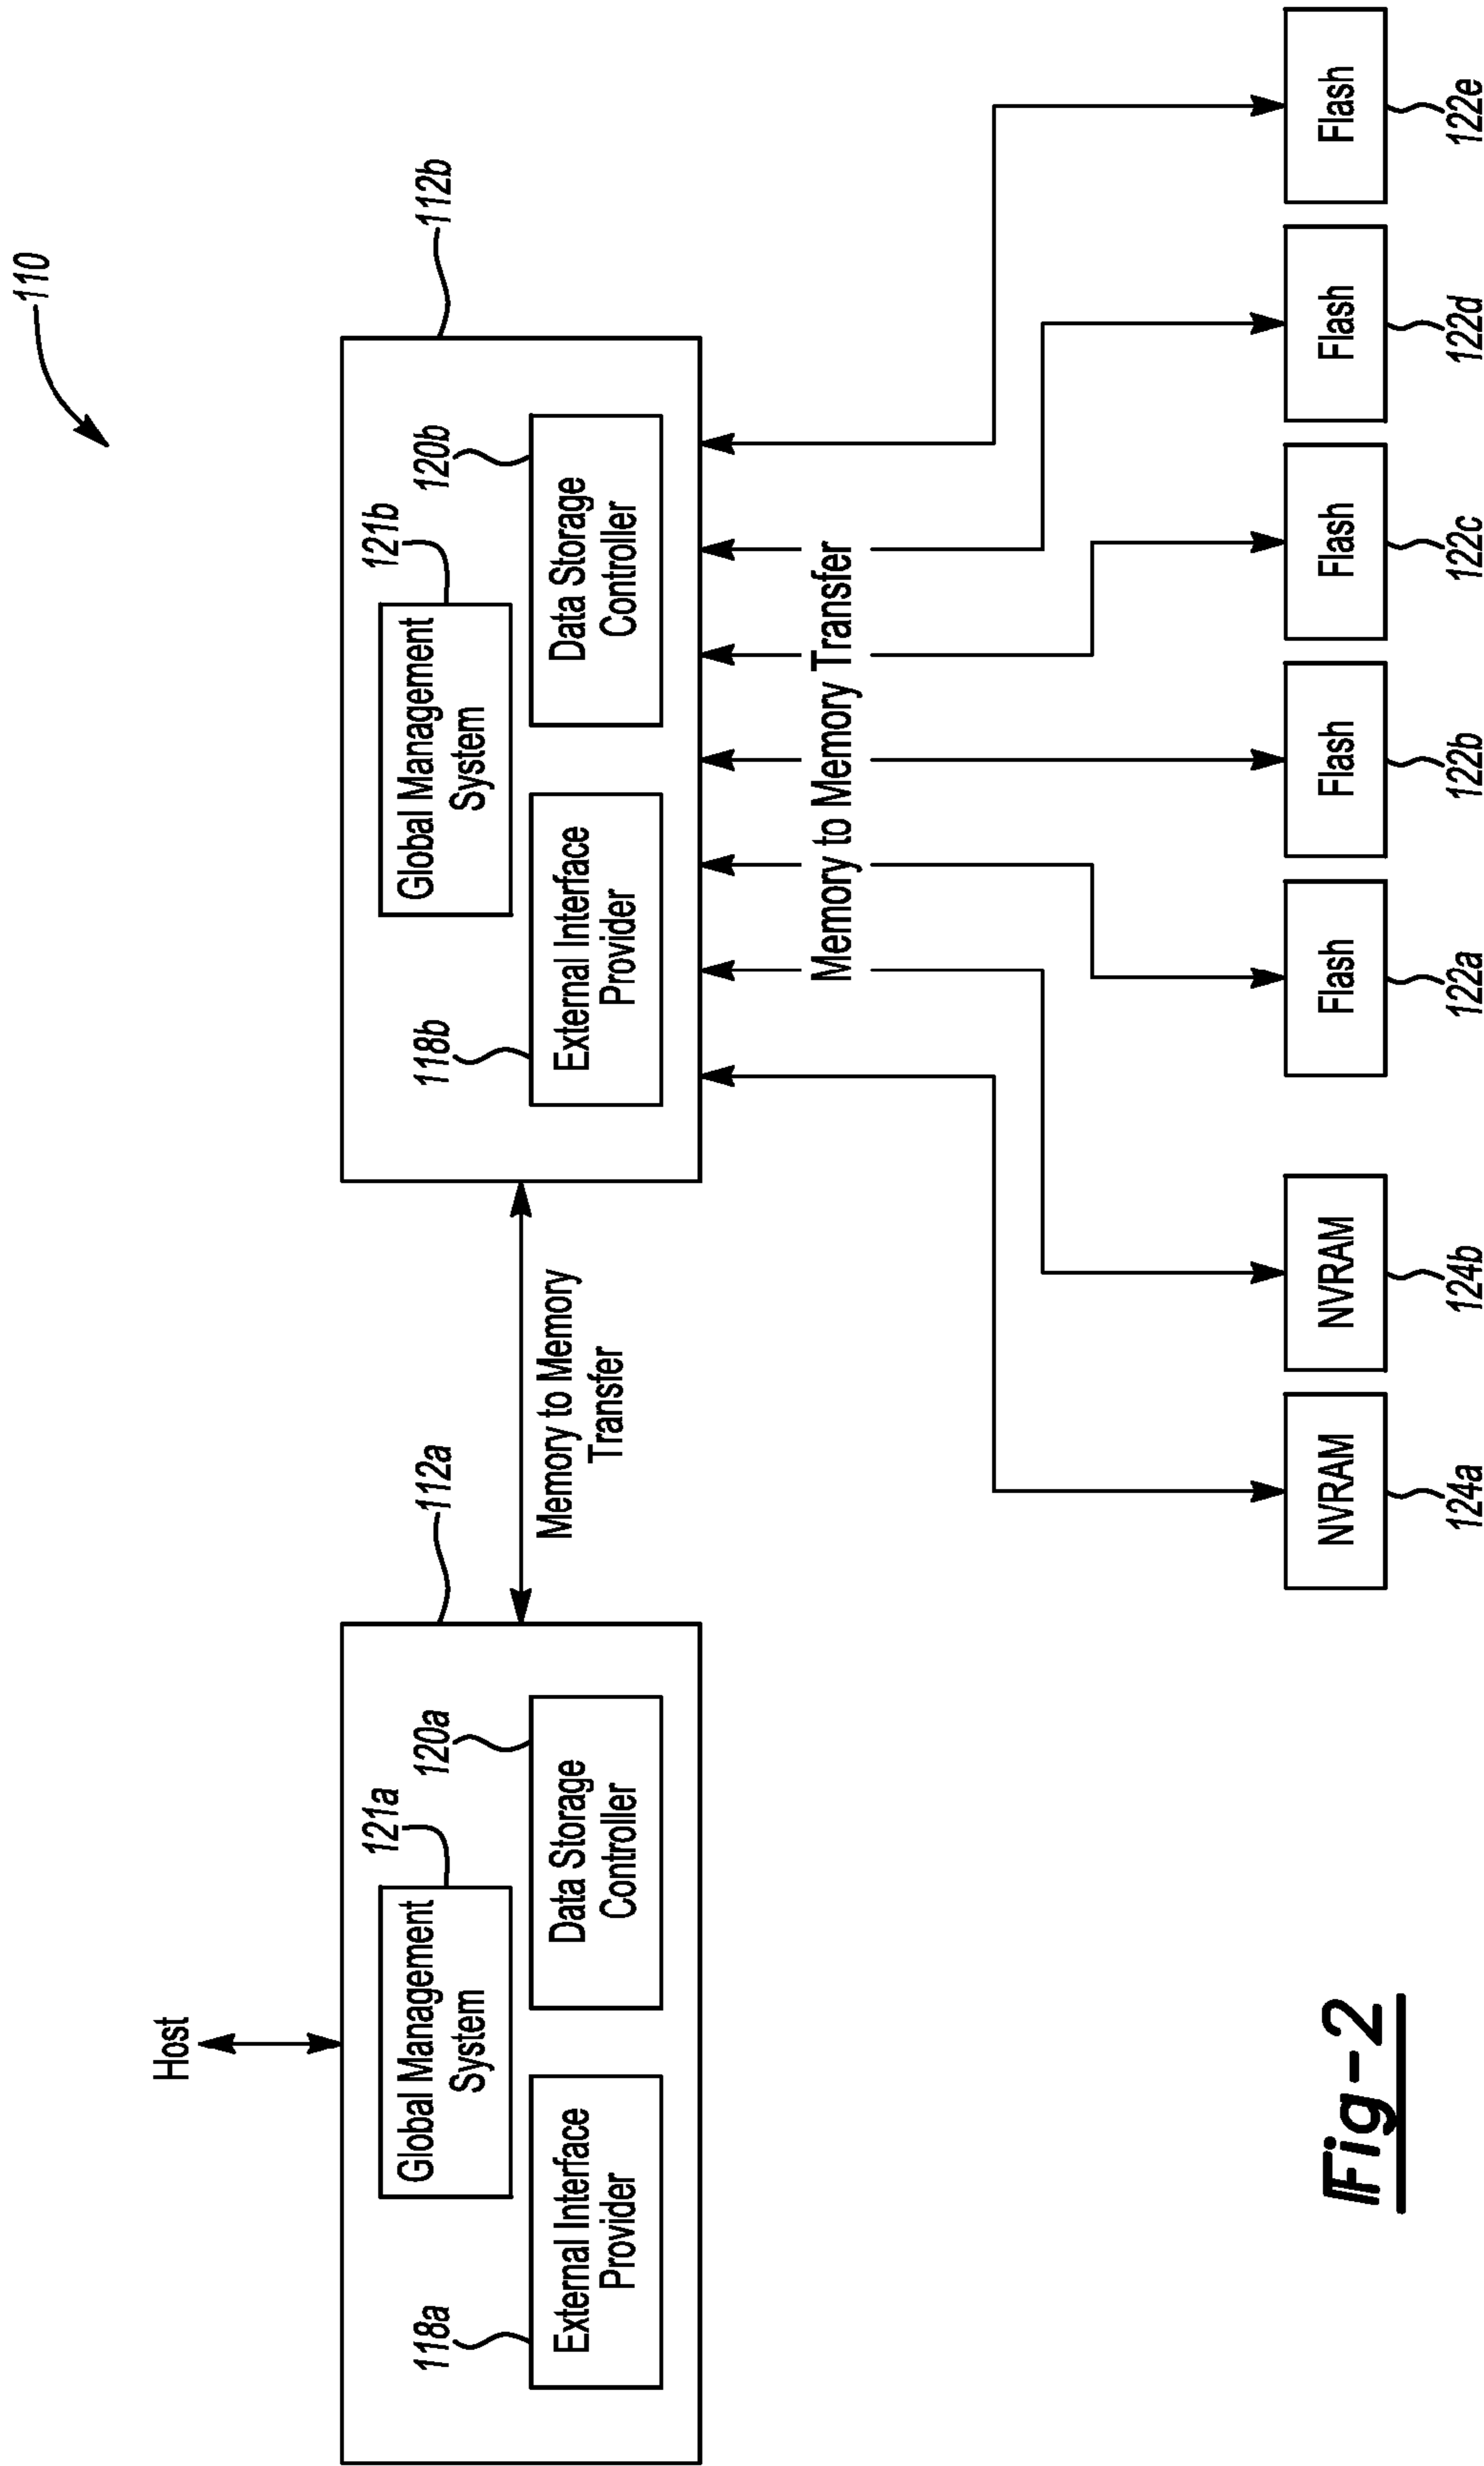 110
Host
112a
112b
121a
Global Management
System
120a
118a
External Interface
Provider
Data Storage
Controller
Memory to Memory
Transfer
121b
Global Management
System
120b
118b
External Interface
Provider
Data Storage
Controller
Memory to Memory Transfer
NVRAM
NVRAM
Flash
Flash
Flash
Flash
Flash
124a
124b
122a
122b
122c
122d
122e
Fig-2